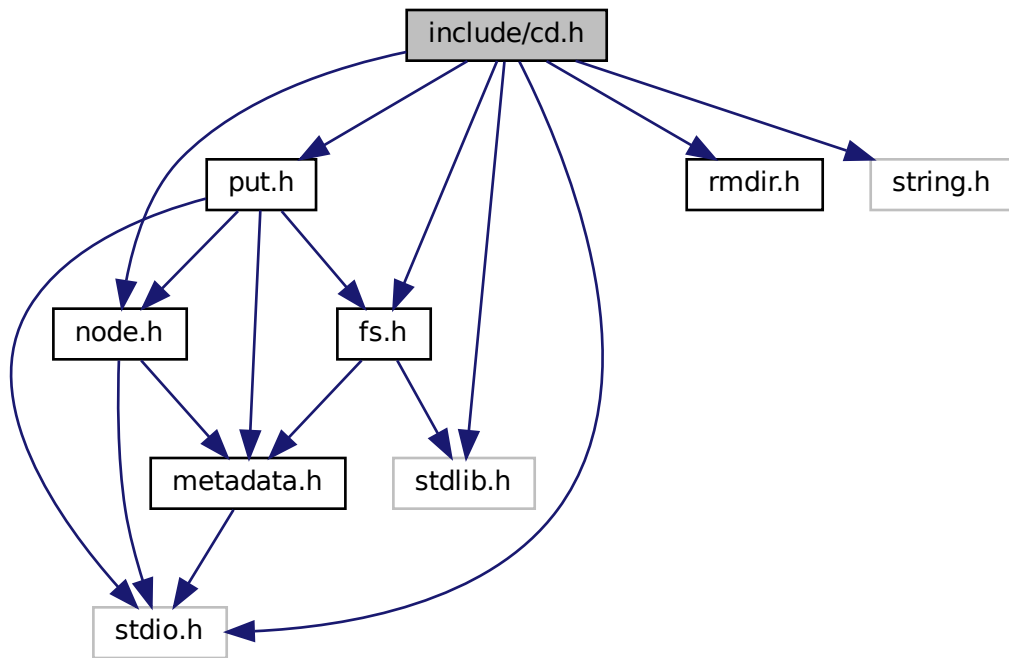 include/cd.h
put.h
rmdir.h
string.h
node.h
fs.h
metadata.h
stdlib.h
stdio.h